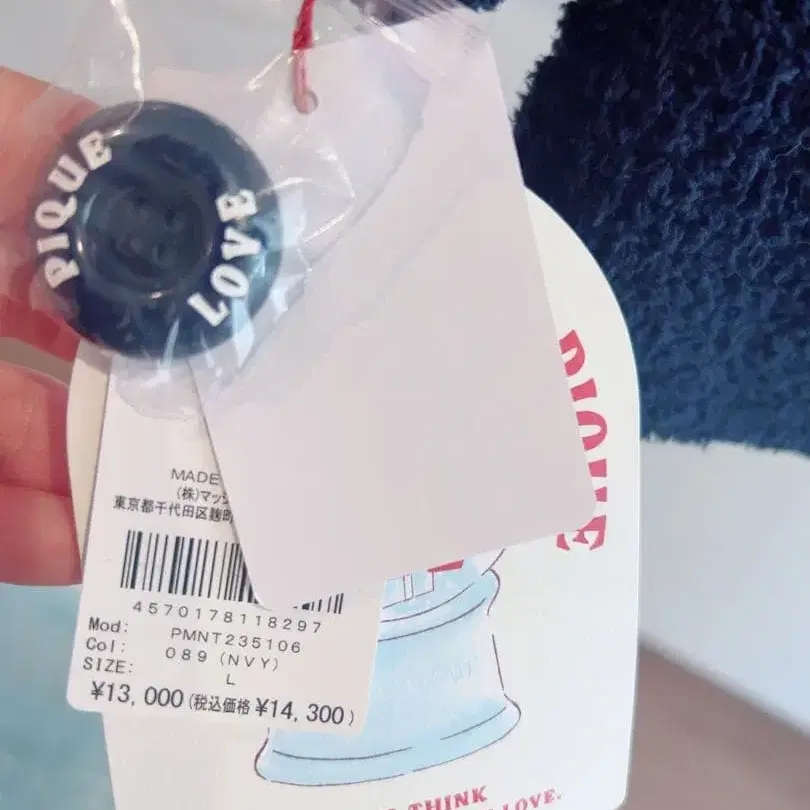 PIQUE
LOVE
PIQUE
MADE
(株)マッシ
東京都千代田区麹町
4570178118297
Mod: PMNT235106
Col: 089 (NVY)
SIZE: L
¥13,000 (税込価格 ¥14,300)
THINK
LOVE.